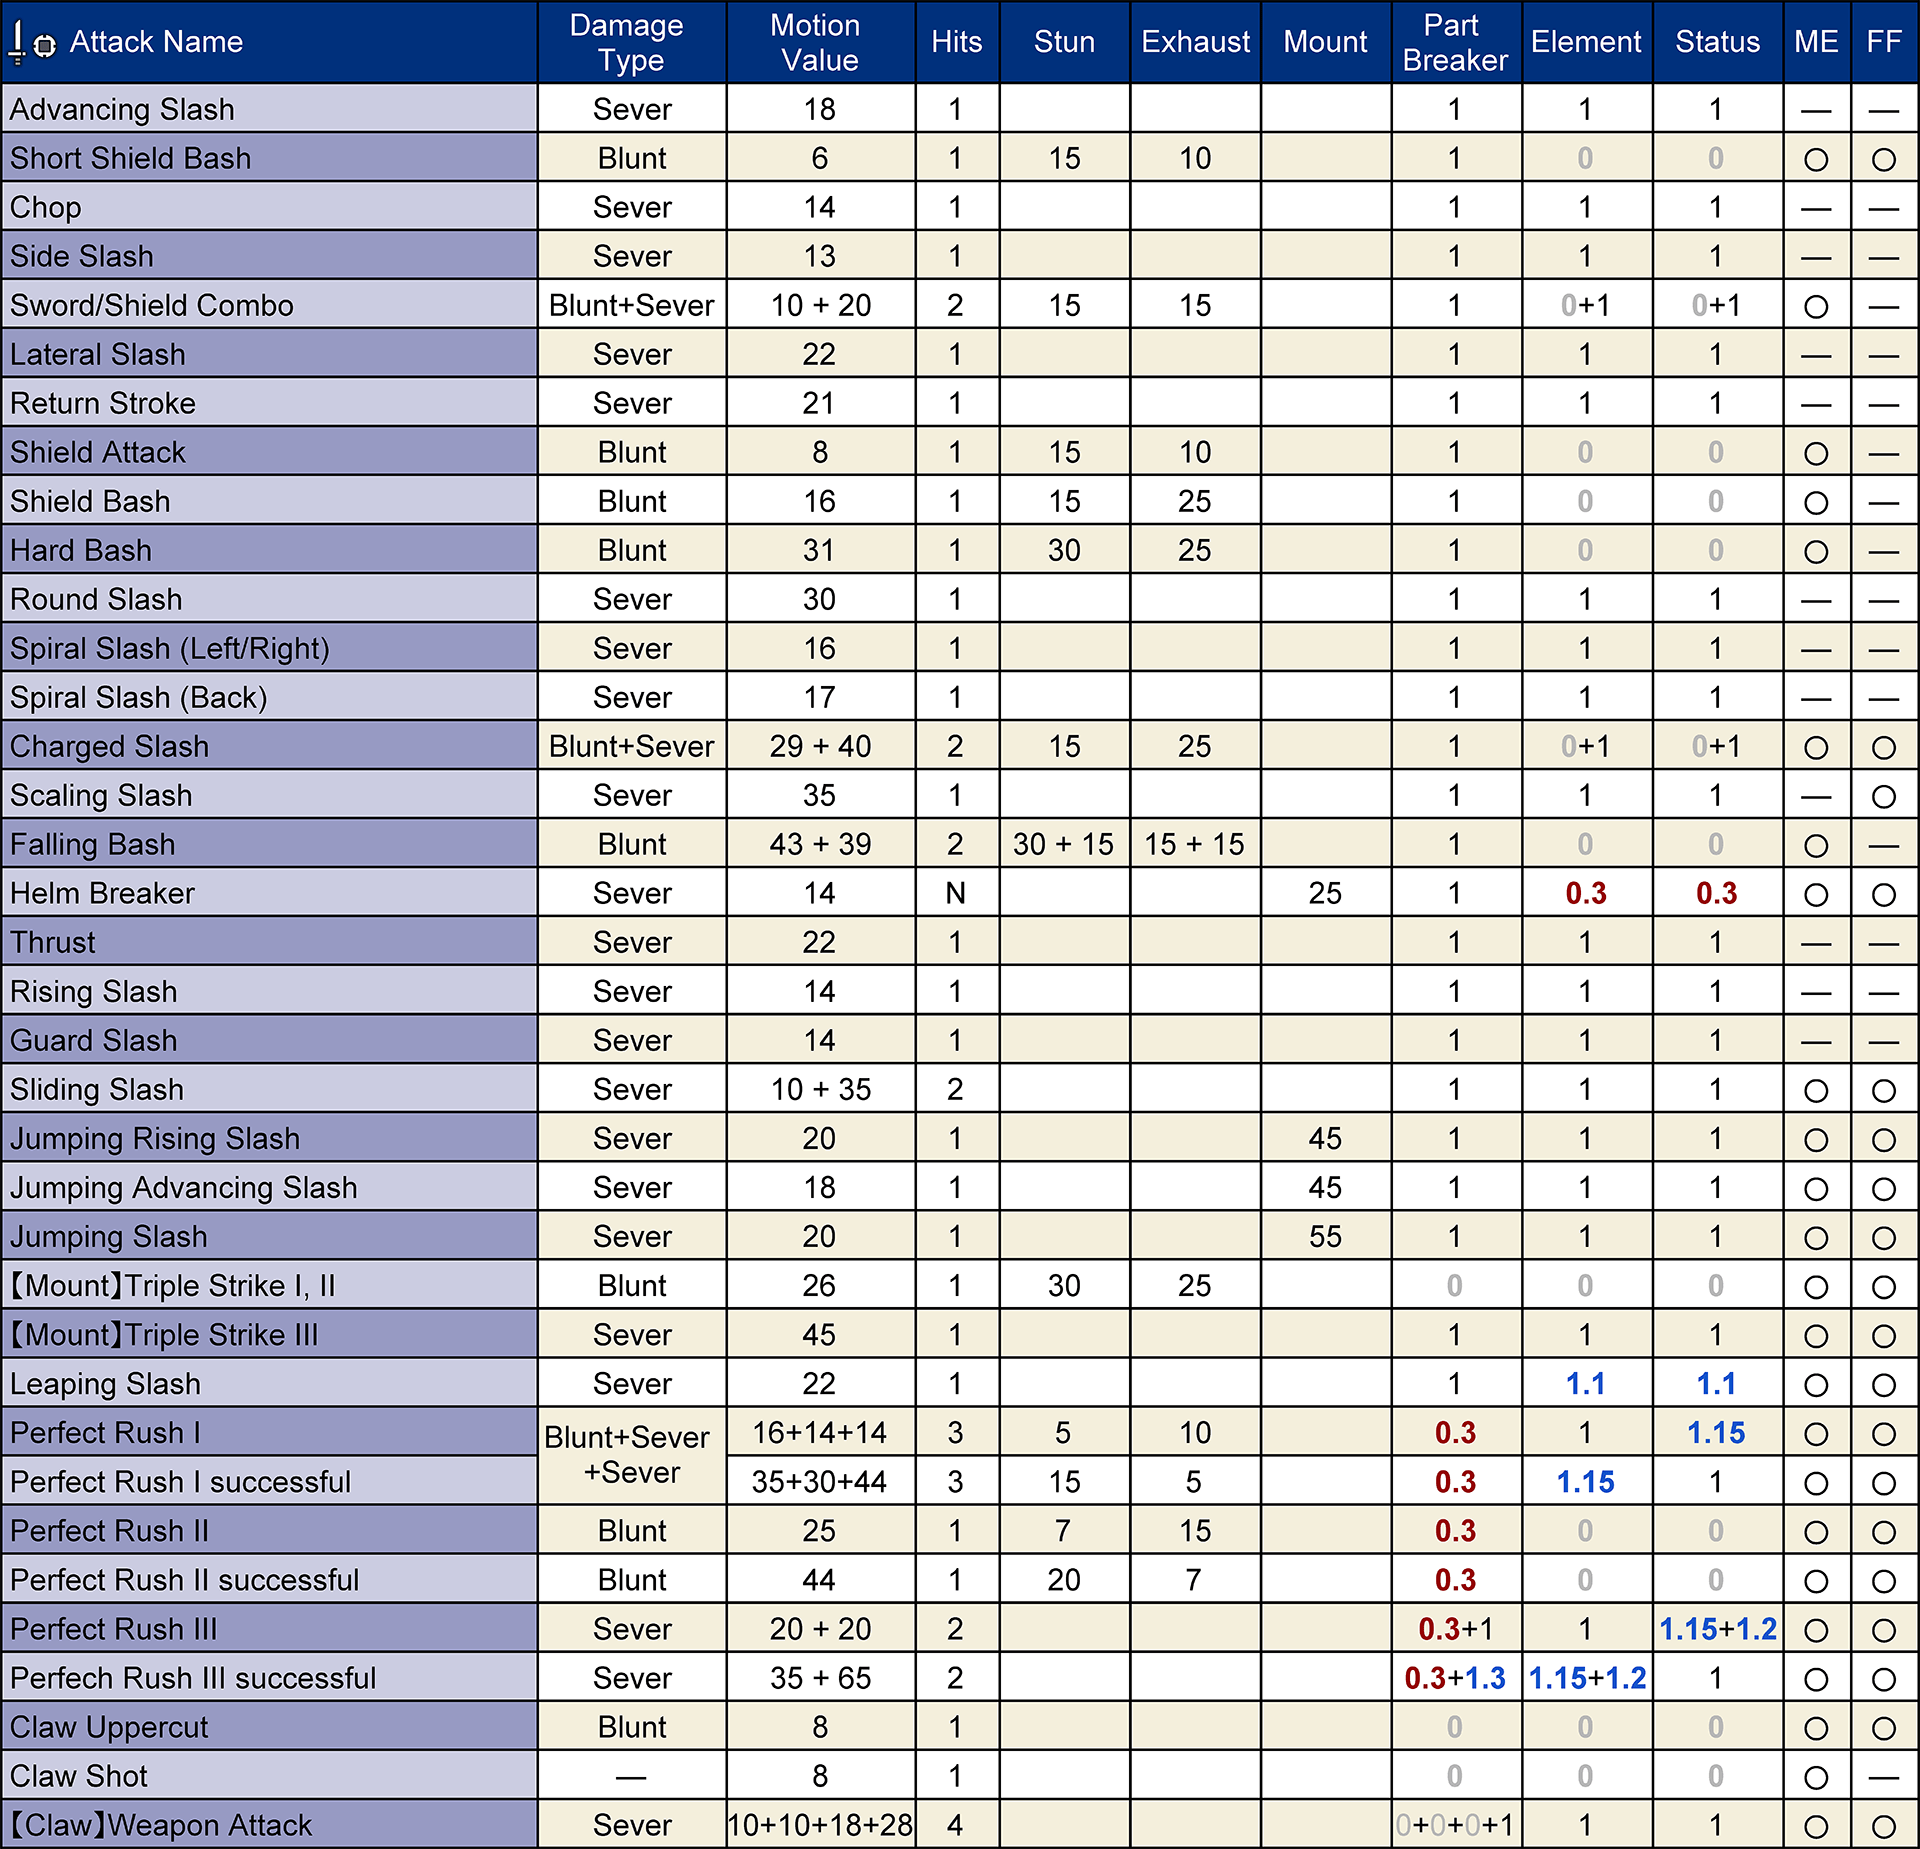 Attack Name Damage Type Motion Value Hits Stun Exhaust Mount Part Breaker Element Status ME FF
Advancing Slash Sever 18 1 1 1 1 — —
Short Shield Bash Blunt 6 1 15 10 1 0 0 ○ ○
Chop Sever 14 1 1 1 1 — —
Side Slash Sever 13 1 1 1 1 — —
Sword/Shield Combo Blunt+Sever 10 + 20 2 15 15 1 0+1 0+1 ○ —
Lateral Slash Sever 22 1 1 1 1 — —
Return Stroke Sever 21 1 1 1 1 — —
Shield Attack Blunt 8 1 15 10 1 0 0 ○ —
Shield Bash Blunt 16 1 15 25 1 0 0 ○ —
Hard Bash Blunt 31 1 30 25 1 0 0 ○ —
Round Slash Sever 30 1 1 1 1 — —
Spiral Slash (Left/Right) Sever 16 1 1 1 1 — —
Spiral Slash (Back) Sever 17 1 1 1 1 — —
Charged Slash Blunt+Sever 29 + 40 2 15 25 1 0+1 0+1 ○ ○
Scaling Slash Sever 35 1 1 1 1 — ○
Falling Bash Blunt 43 + 39 2 30 + 15 15 + 15 1 0 0 ○ —
Helm Breaker Sever 14 N 25 1 0.3 0.3 ○ ○
Thrust Sever 22 1 1 1 1 — —
Rising Slash Sever 14 1 1 1 1 — —
Guard Slash Sever 14 1 1 1 1 — —
Sliding Slash Sever 10 + 35 2 1 1 1 ○ ○
Jumping Rising Slash Sever 20 1 45 1 1 1 ○ ○
Jumping Advancing Slash Sever 18 1 45 1 1 1 ○ ○
Jumping Slash Sever 20 1 55 1 1 1 ○ ○
【Mount】Triple Strike I, II Blunt 26 1 30 25 0 0 0 ○ ○
【Mount】Triple Strike III Sever 45 1 1 1 1 ○ ○
Leaping Slash Sever 22 1 1 1.1 1.1 ○ ○
Perfect Rush I Blunt+Sever +Sever 16+14+14 3 5 10 0.3 1 1.15 ○ ○
Perfect Rush I successful 35+30+44 3 15 5 0.3 1.15 1 ○ ○
Perfect Rush II Blunt 25 1 7 15 0.3 0 0 ○ ○
Perfect Rush II successful Blunt 44 1 20 7 0.3 0 0 ○ ○
Perfect Rush III Sever 20 + 20 2 0.3+1 1 1.15+1.2 ○ ○
Perfech Rush III successful Sever 35 + 65 2 0.3+1.3 1.15+1.2 1 ○ ○
Claw Uppercut Blunt 8 1 0 0 0 ○ ○
Claw Shot — 8 1 0 0 0 ○ —
【Claw】Weapon Attack Sever 10+10+18+28 4 0+0+0+1 1 1 ○ ○